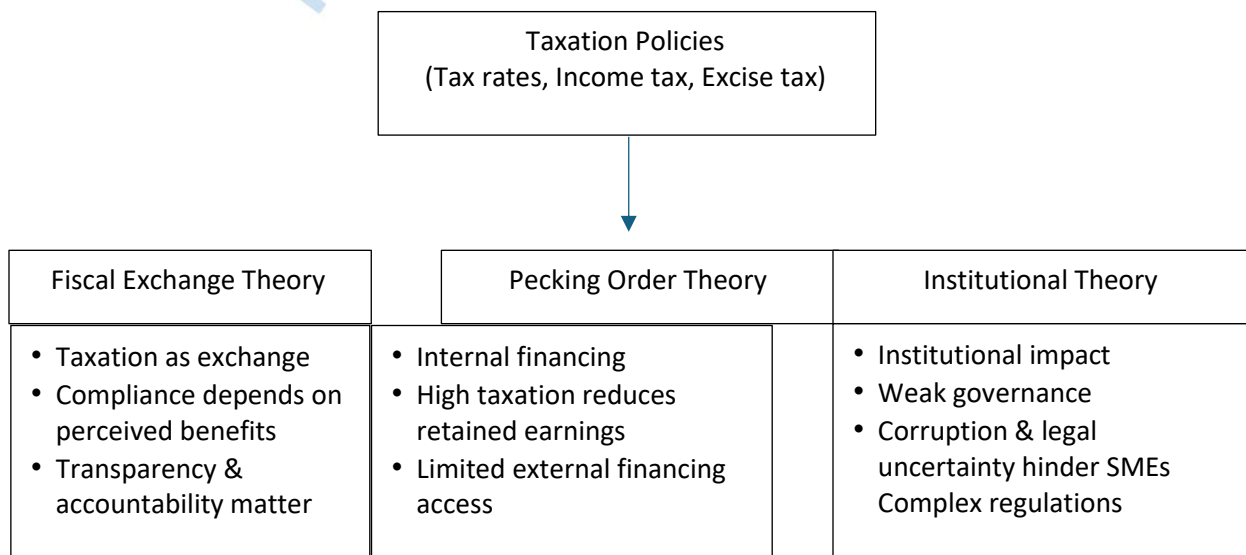 Taxation Policies
(Tax rates, Income tax, Excise tax)
Fiscal Exchange Theory
Pecking Order Theory
Institutional Theory
• Taxation as exchange
• Compliance depends on
perceived benefits
• Transparency &
accountability matter
• Internal financing
• High taxation reduces
retained earnings
• Limited external financing
access
• Institutional impact
• Weak governance
• Corruption & legal
uncertainty hinder SMEs
Complex regulations